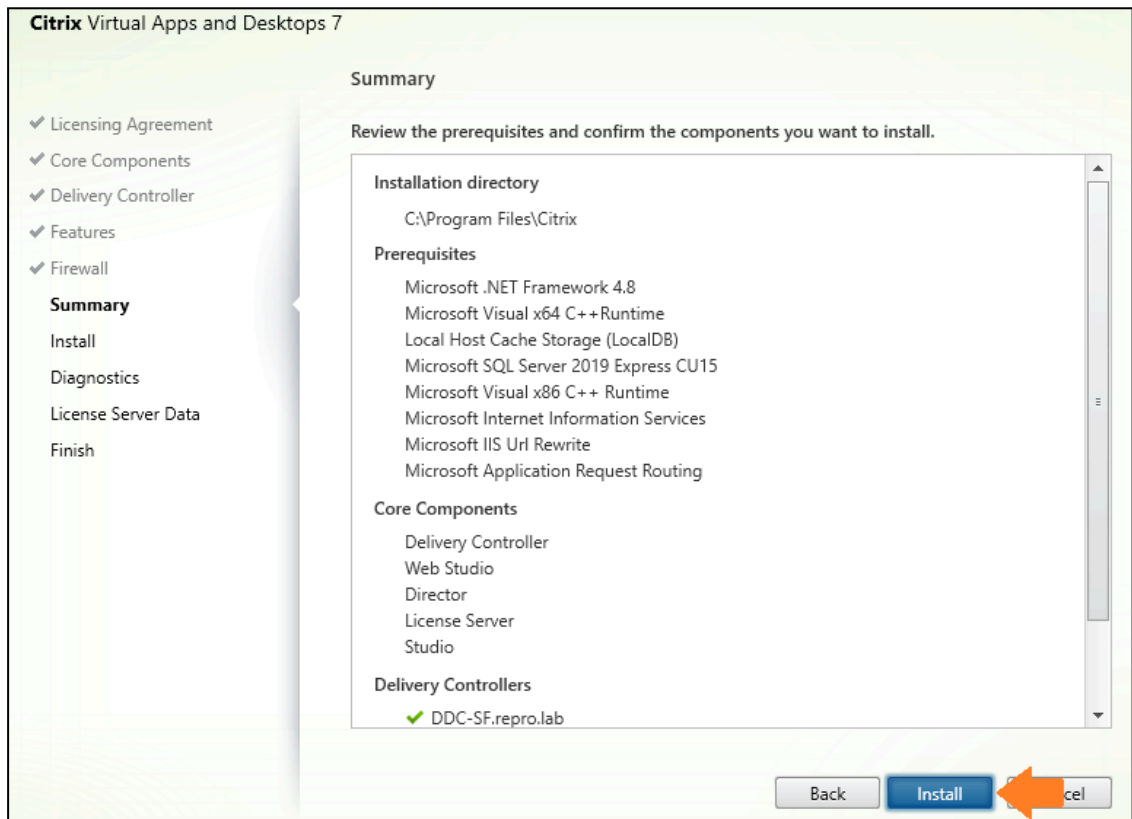 Citrix Virtual Apps and Desktops 7
Summary
Licensing Agreement
Core Components
Delivery Controller
Features
Firewall
Summary
Install
Diagnostics
License Server Data
Finish
Review the prerequisites and confirm the components you want to install.
Installation directory
C:\Program Files\Citrix
Prerequisites
Microsoft .NET Framework 4.8
Microsoft Visual x64 C++Runtime
Local Host Cache Storage (LocalDB)
Microsoft SQL Server 2019 Express CU15
Microsoft Visual x86 C++ Runtime
Microsoft Internet Information Services
Microsoft IIS Url Rewrite
Microsoft Application Request Routing
Core Components
Delivery Controller
Web Studio
Director
License Server
Studio
Delivery Controllers
DDC-SF.repro.lab
Back
Install